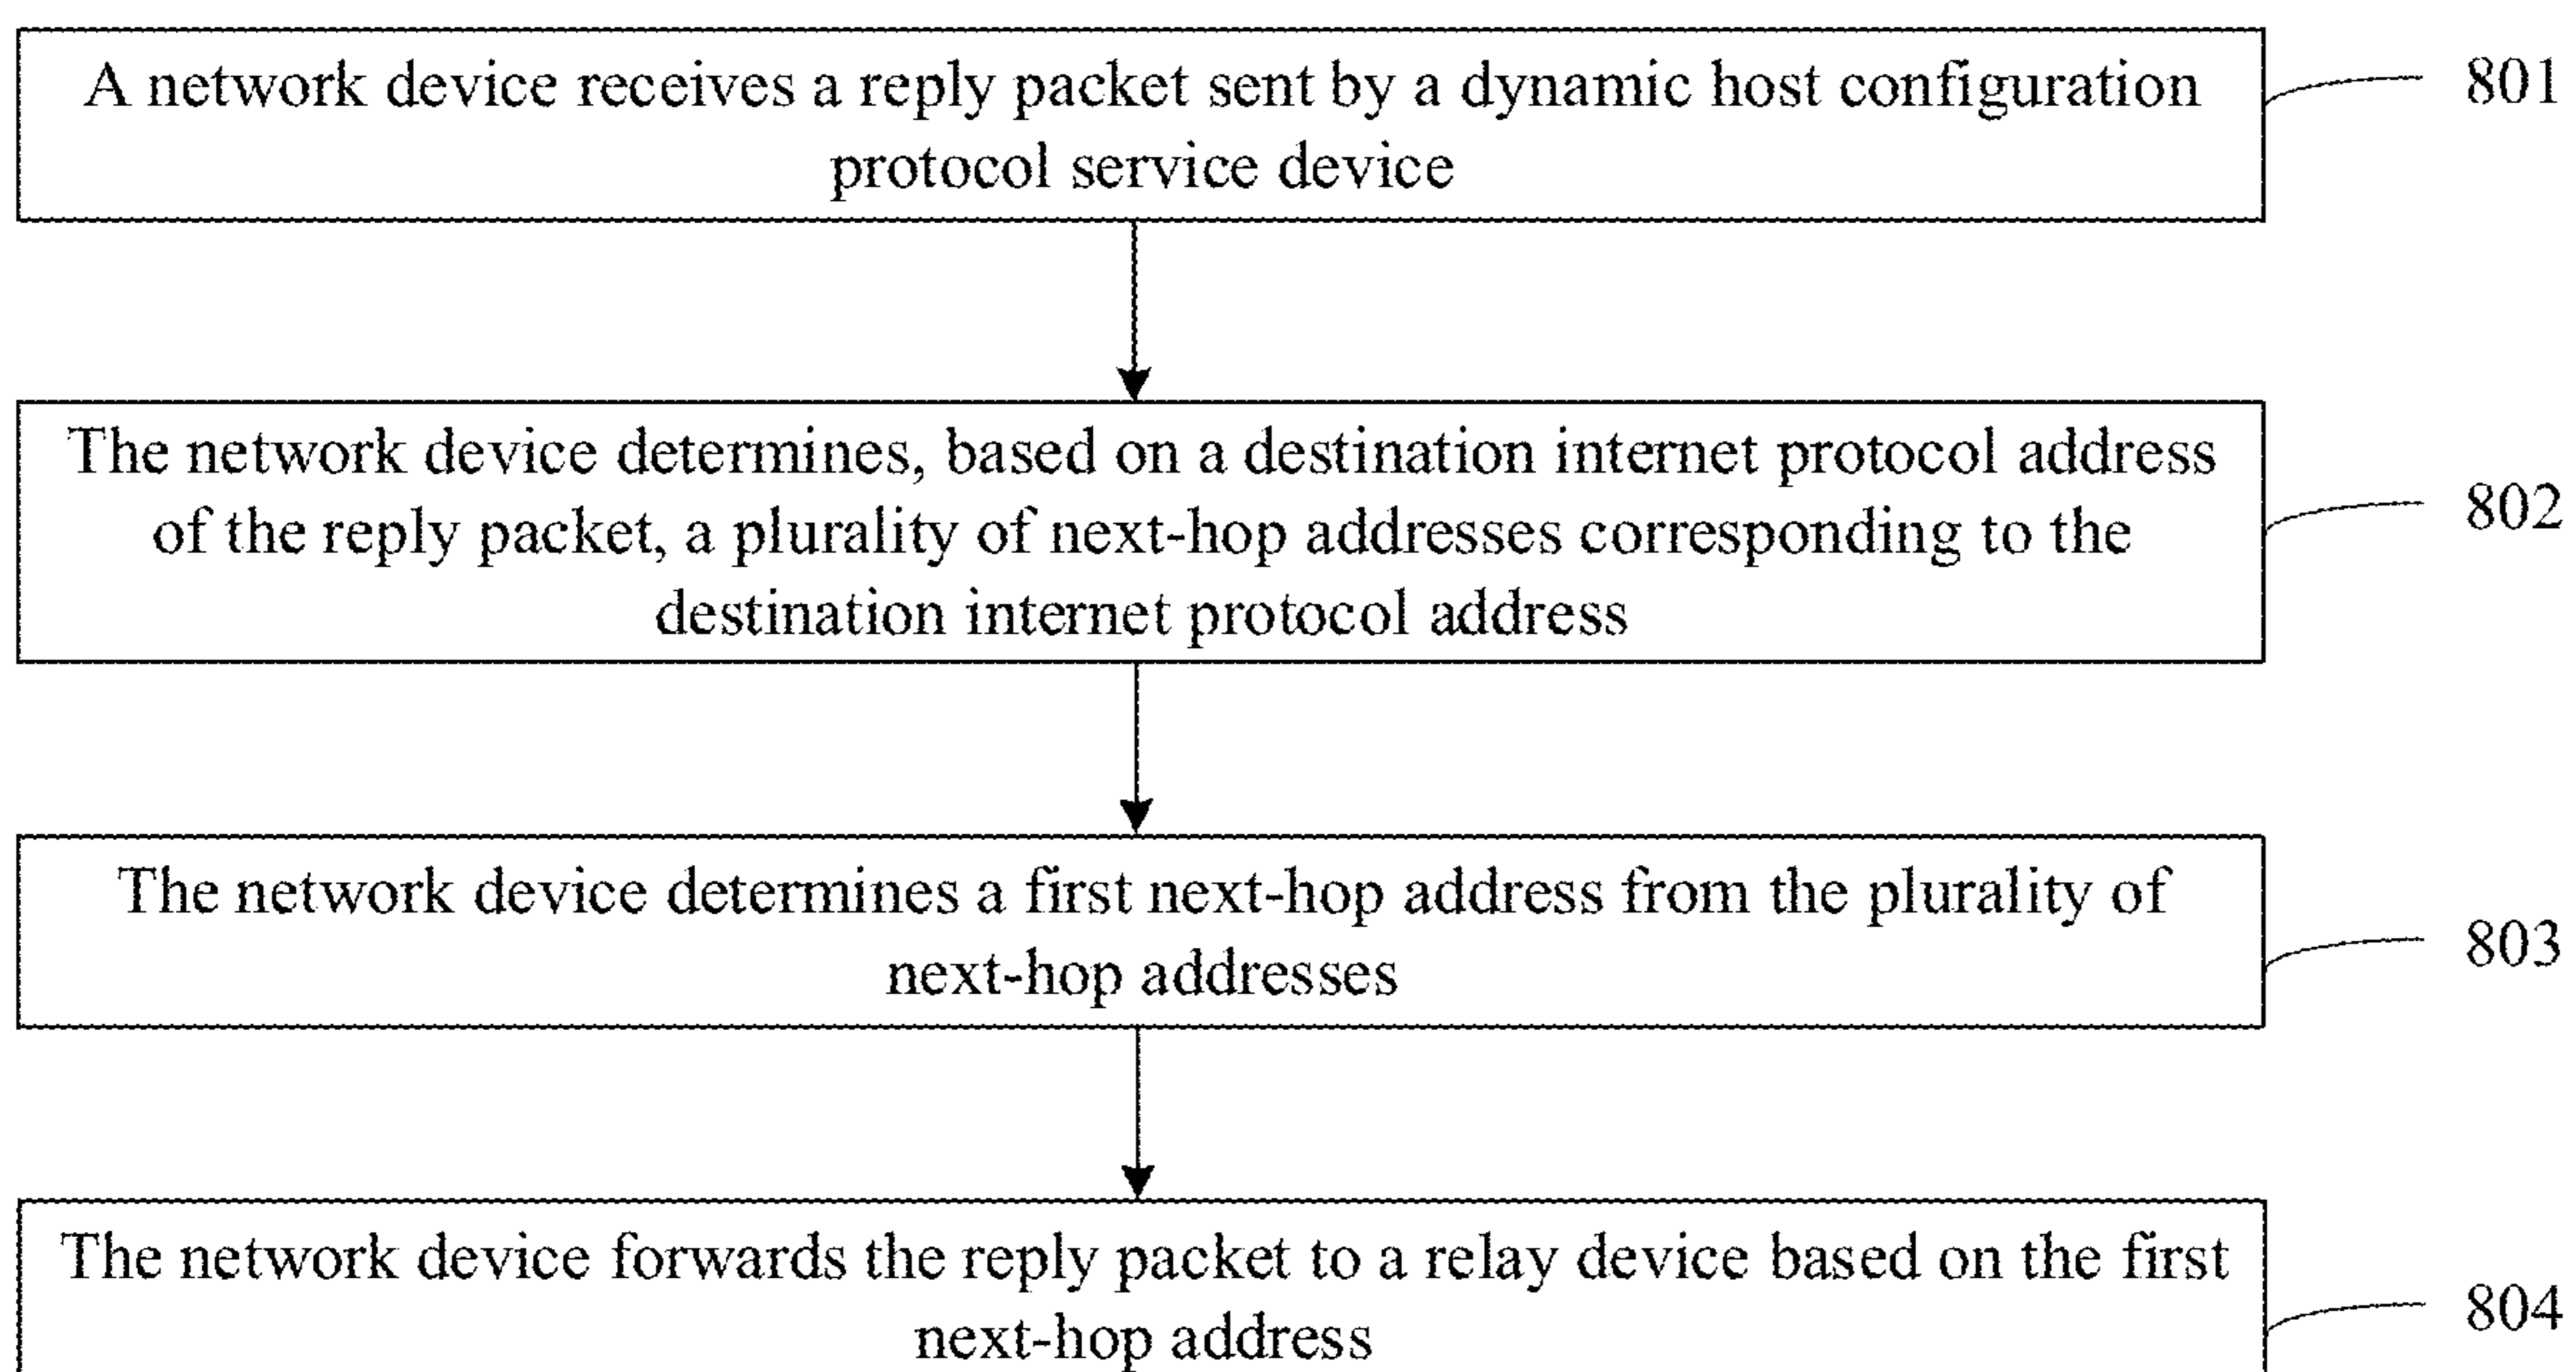 A network device receives a reply packet sent by a dynamic host configuration
protocol service device
801
The network device determines, based on a destination internet protocol address
of the reply packet, a plurality of next-hop addresses corresponding to the
destination internet protocol address
802
The network device determines a first next-hop address from the plurality of
next-hop addresses
803
The network device forwards the reply packet to a relay device based on the first
next-hop address
804